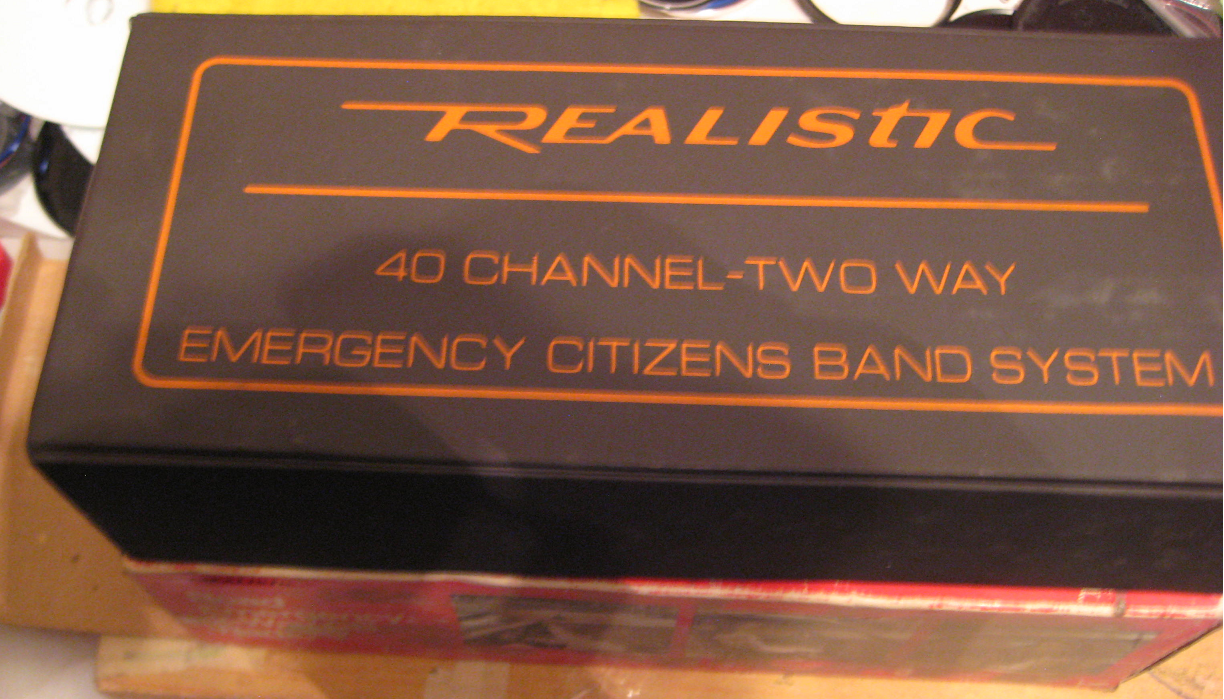 REALISTIC
40 CHANNEL-TWO WAY
EMERGENCY CITIZENS BAND SYSTEM